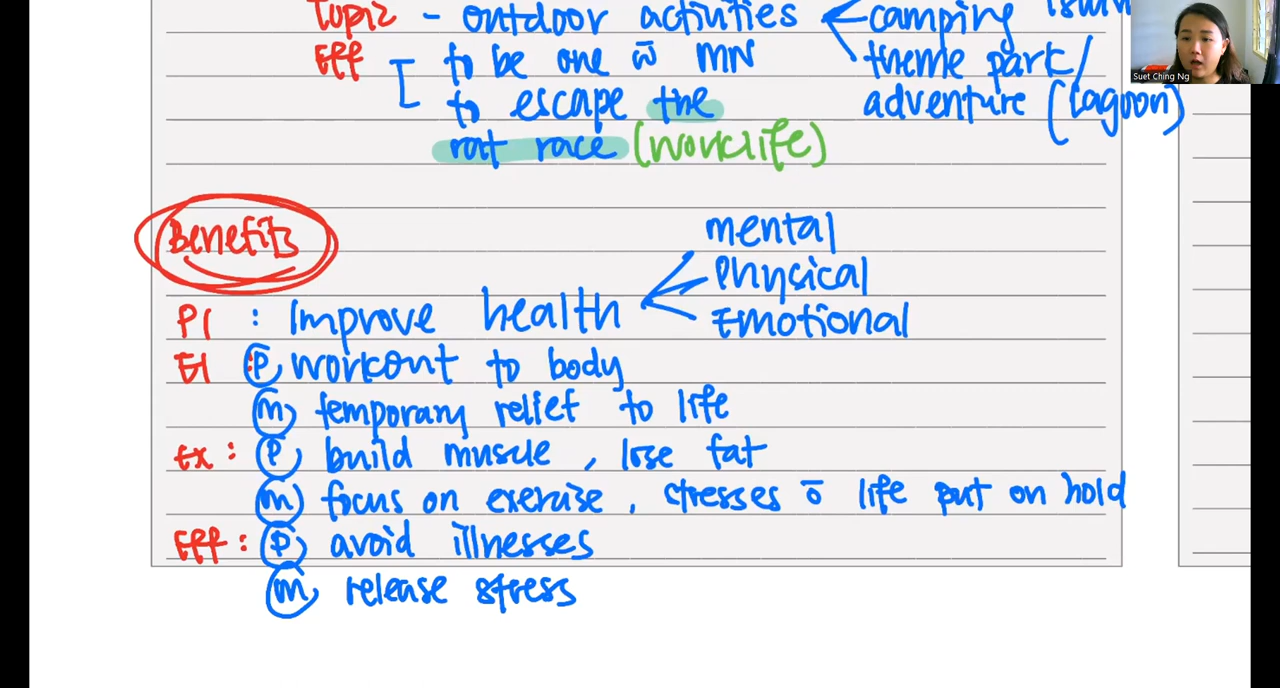 Topic - outdoor activities camping
Eff to be one w̄ MN theme park/
to escape the adventure (lagoon)
rat race (worklife)
Suet Ching Ng
Benefits
mental
Physical
P1 : Improve health Emotional
E1 : (P) workout to body
(m) temporary relief to life
Ex : (P) build muscle, lose fat
(m) focus on exercise, stresses ō life put on hold
Eff : (P) avoid illnesses
(m) release stress